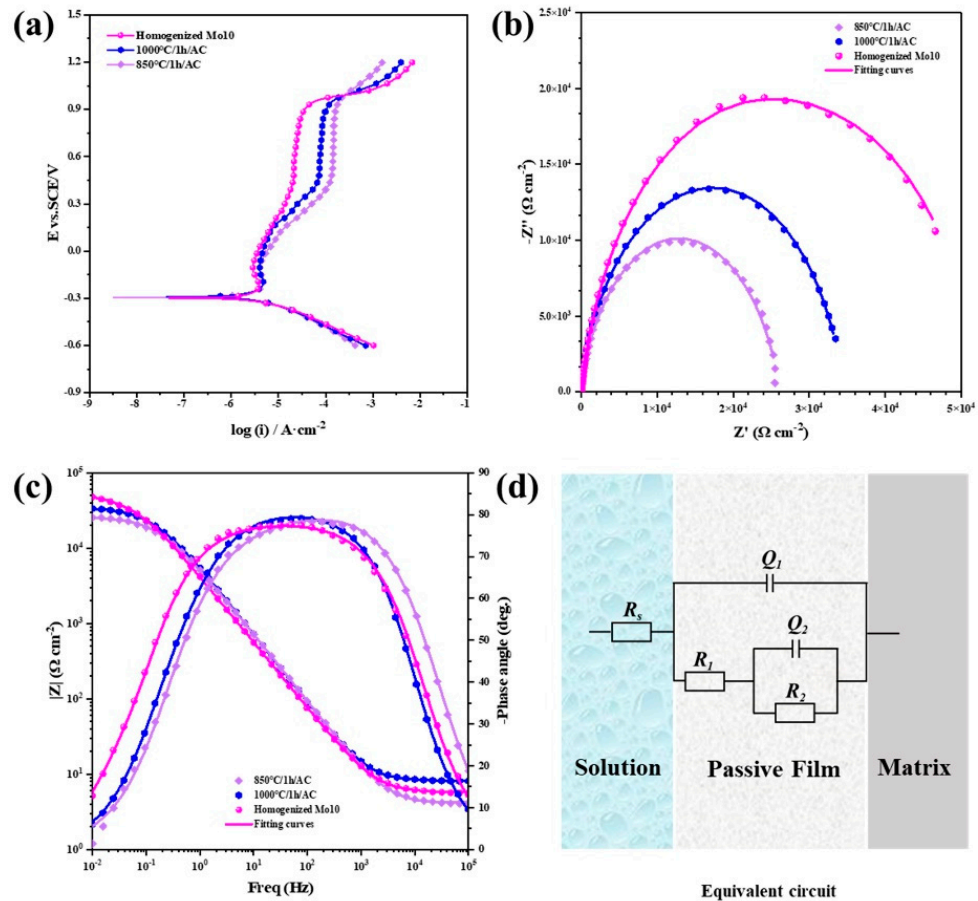 (a)
Homogenized Mo10
1000°C/1h/AC
850°C/1h/AC
1.5
1.2
0.9
0.6
0.3
0.0
-0.3
-0.6
-0.9
E vs.SCE/V
-9 -8 -7 -6 -5 -4 -3 -2 -1
log (i) / A·cm⁻²
(b)
850°C/1h/AC
1000°C/1h/AC
Homogenized Mo10
Fitting curves
2.5×10⁴
2.0×10⁴
1.5×10⁴
1.0×10⁴
5.0×10³
0.0
-Z'' (Ω cm⁻²)
0 1×10⁴ 2×10⁴ 3×10⁴ 4×10⁴ 5×10⁴
Z' (Ω cm⁻²)
(c)
10⁵
10⁴
10³
10²
10¹
10⁰
|Z| (Ω cm⁻²)
90
80
70
60
50
40
30
20
10
0
-Phase angle (deg.)
850°C/1h/AC
1000°C/1h/AC
Homogenized Mo10
Fitting curves
10⁻² 10⁻¹ 10⁰ 10¹ 10² 10³ 10⁴ 10⁵
Freq (Hz)
(d)
Q₁
Rₛ
Q₂
R₁
R₂
Solution Passive Film Matrix
Equivalent circuit